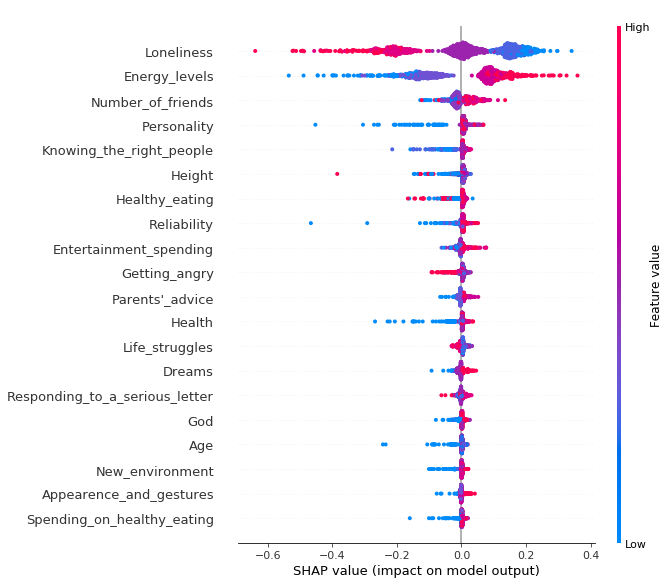 High
Loneliness
Energy_levels
Number_of_friends
Personality
Knowing_the_right_people
Height
Healthy_eating
Reliability
Entertainment_spending
Getting_angry
Parents'_advice
Health
Life_struggles
Dreams
Responding_to_a_serious_letter
God
Age
New_environment
Appearence_and_gestures
Spending_on_healthy_eating
Feature value
Low
−0.6 −0.4 −0.2 0.0 0.2 0.4
SHAP value (impact on model output)